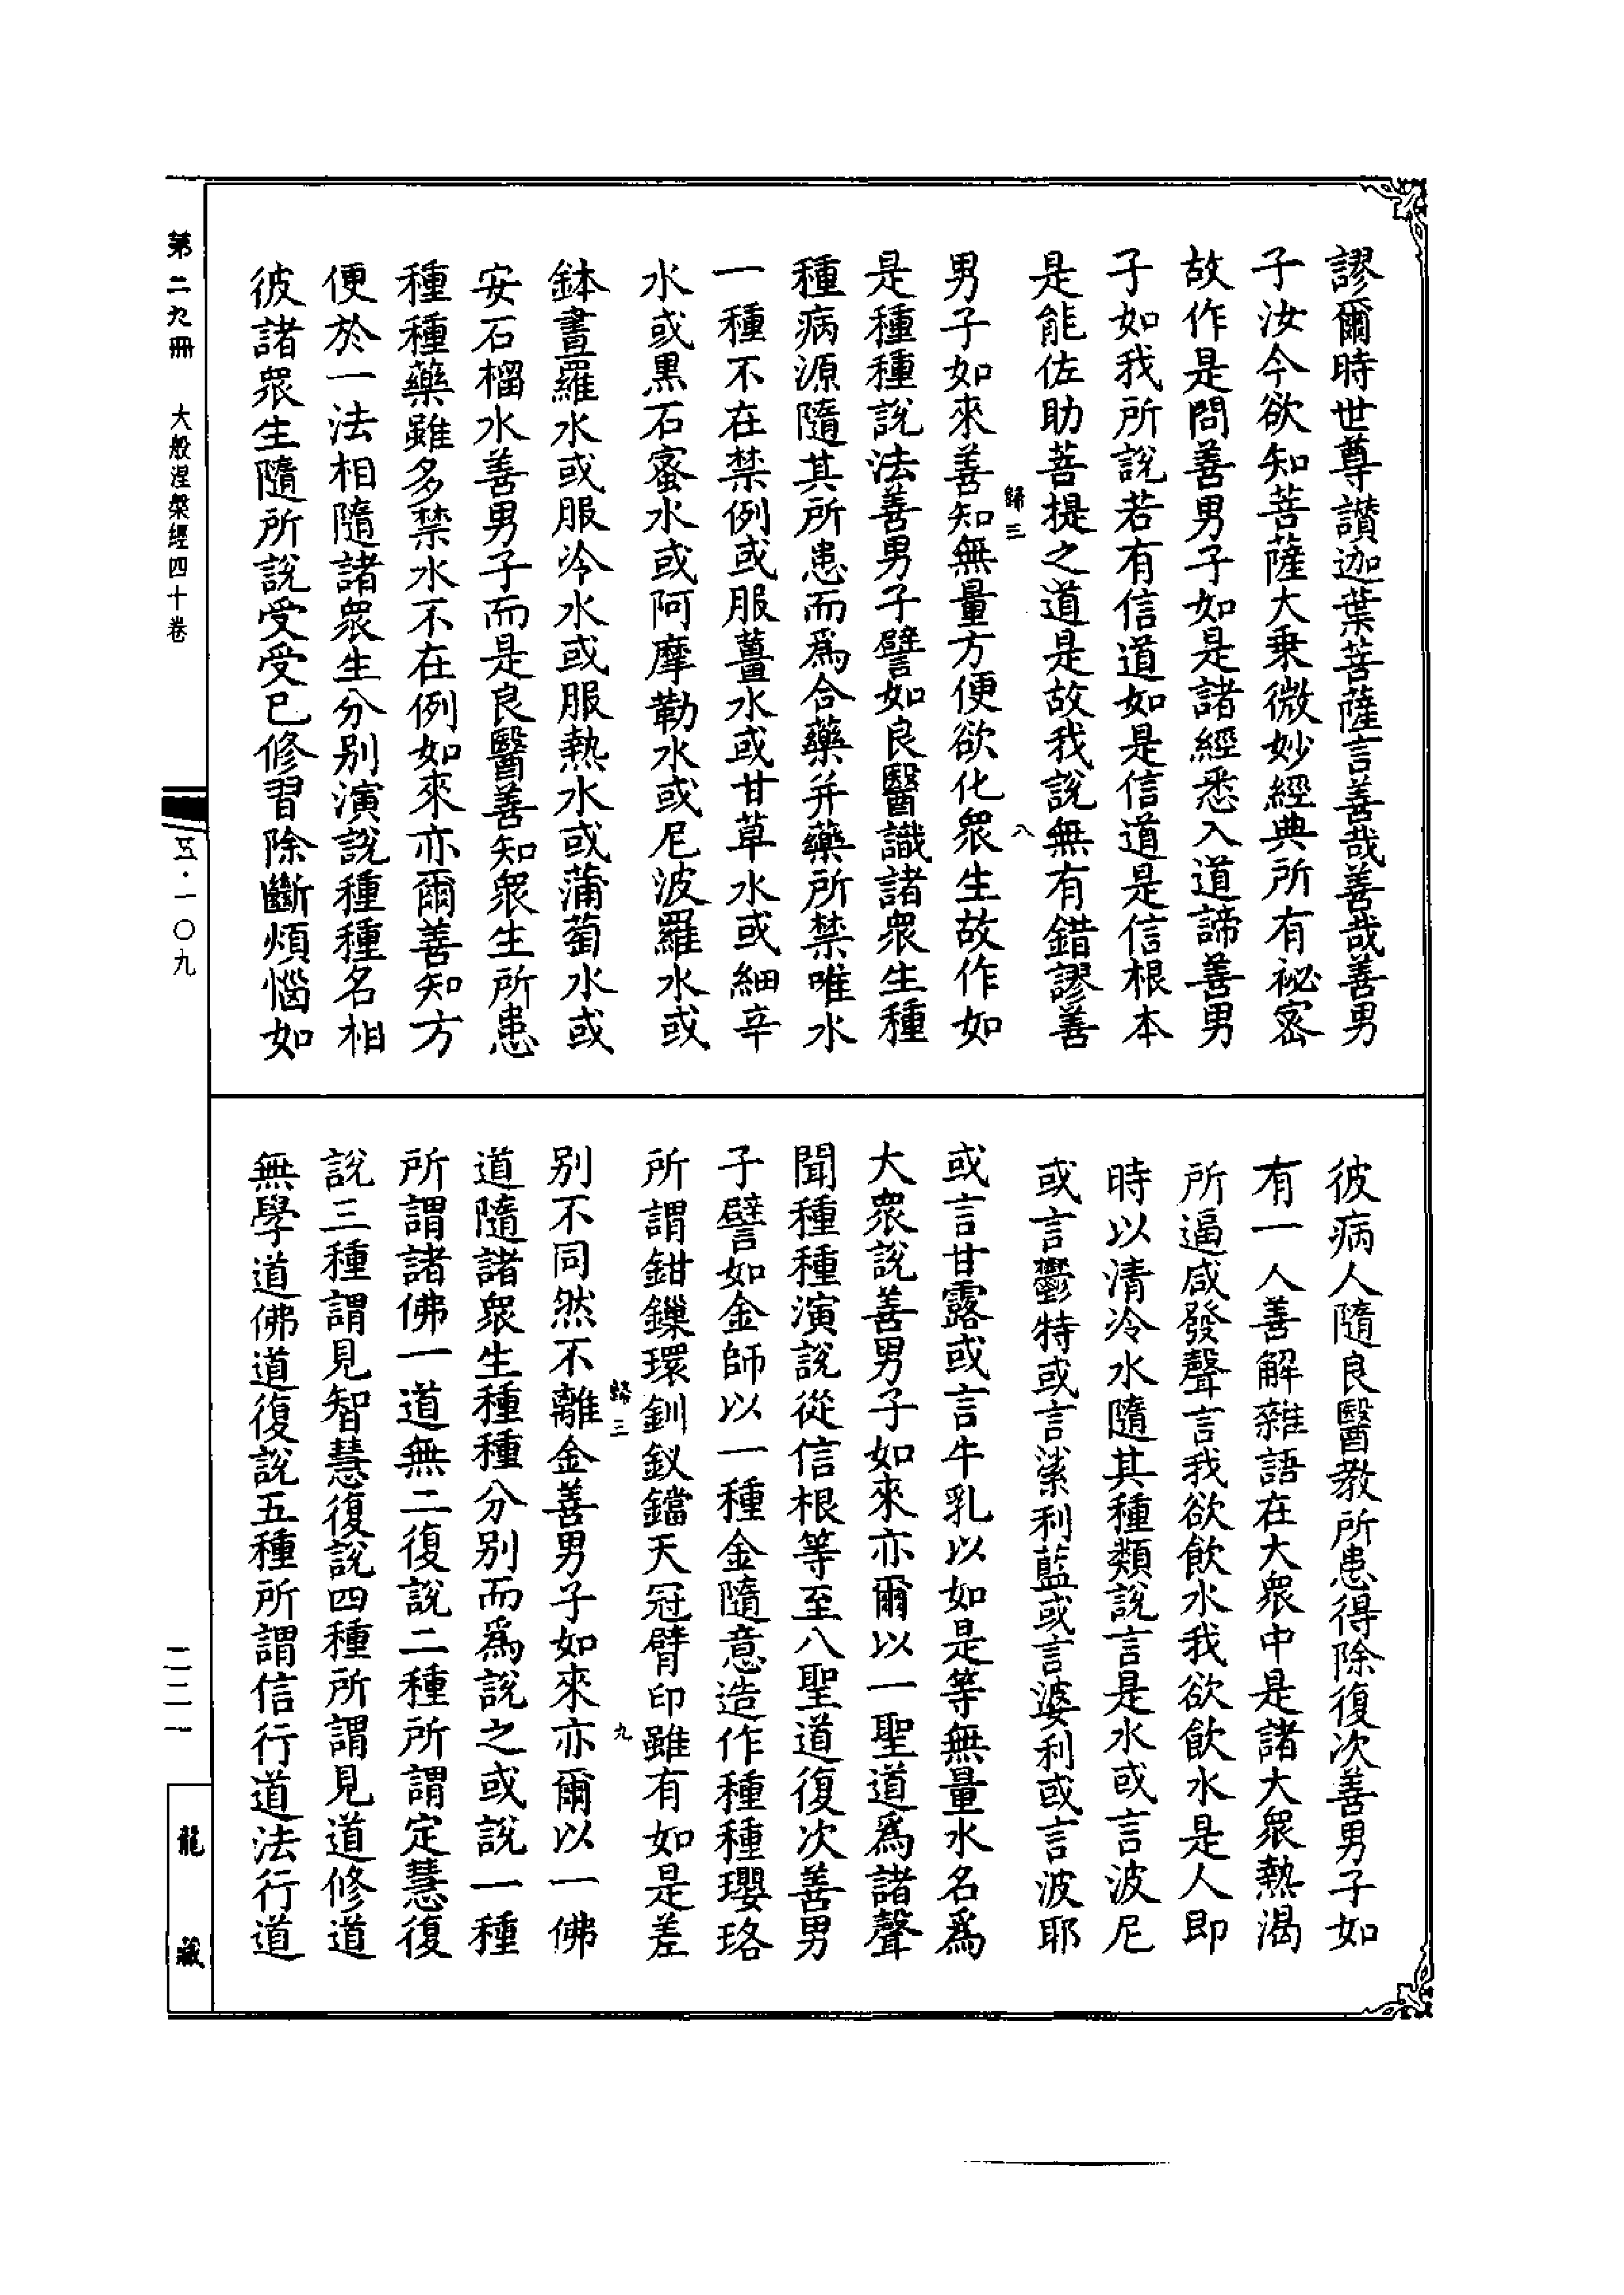 謬爾時世尊讚迦葉菩薩言善哉善哉善男
子汝今欲知菩薩大乗微妙經典所有祕密
故作是問善男子如是諸經悉入道諦善男
子如我所說若有信道如是信道是信根本
是能佐助菩提之道是故我說無有錯謬善
歸三 八
男子如來善知無量方便欲化衆生故作如
是種種說法善男子譬如良醫識諸衆生種
種病源隨其所患而爲合藥并藥所禁唯水
一種不在禁例或服薑水或甘草水或細辛
水或黒石蜜水或阿摩勒水或尼波羅水或
鉢晝羅水或服冷水或服熱水或蒲萄水或
安石榴水善男子而是良醫善知衆生所患
種種藥雖多禁水不在例如來亦爾善知方
便於一法相隨諸衆生分别演說種種名相
彼諸衆生隨所說受受已修習除斷煩惱如
彼病人隨良醫教所患得除復次善男子如
有一人善解雜語在大衆中是諸大衆熱渴
所逼咸發聲言我欲飲水我欲飲水是人即
時以清冷水隨其種類說言是水或言波尼
或言鬱特或言洓利藍或言婆利或言波耶
或言甘露或言牛乳以如是等無量水名爲
大衆說善男子如來亦爾以一聖道爲諸聲
聞種種演說從信根等至八聖道復次善男
子譬如金師以一種金隨意造作種種瓔珞
所謂鉗鏁環釧釵鐺天冠臂印雖有如是差
歸三 九
别不同然不離金善男子如來亦爾以一佛
道隨諸衆生種種分别而爲說之或說一種
所謂諸佛一道無二復說二種所謂定慧復
說三種謂見智慧復說四種所謂見道修道
無學道佛道復說五種所謂信行道法行道
第二九冊 大般涅槃經四十卷
五·一〇九
二二一
龍藏